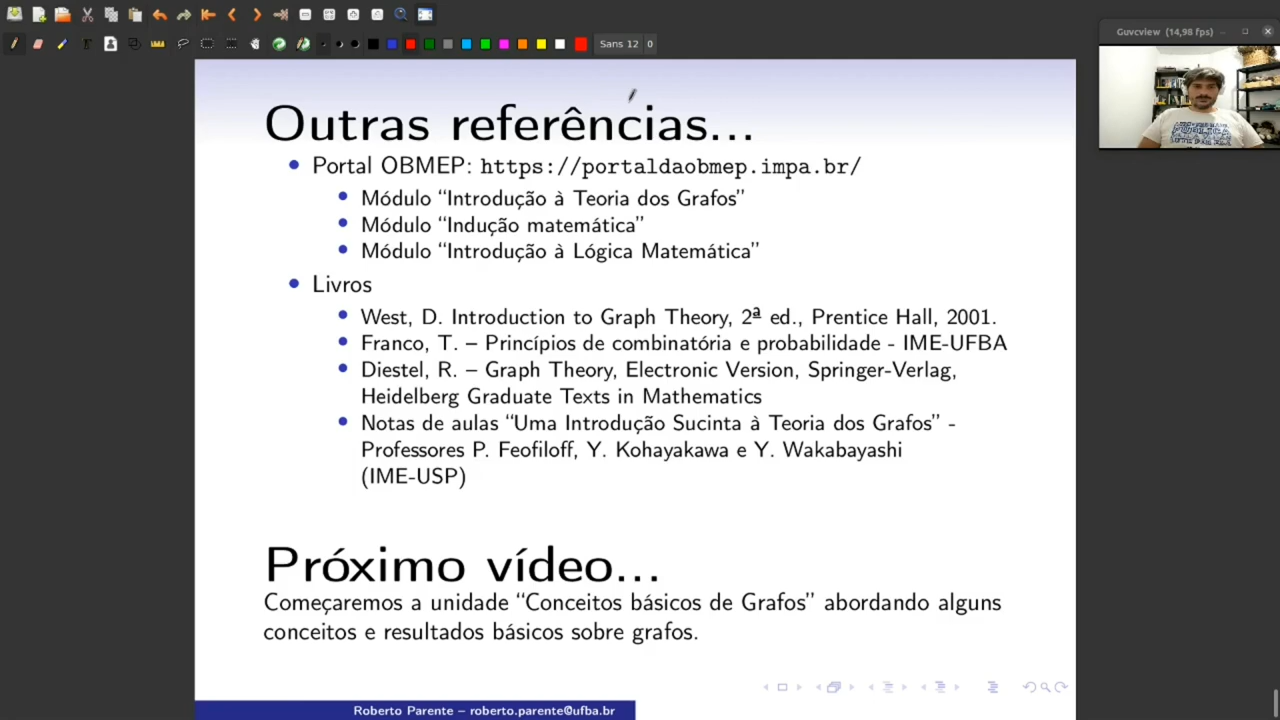 Sans 12 0
Guvcview (14,98 fps)
Outras referências...
• Portal OBMEP: https://portaldaobmep.impa.br/
• Módulo “Introdução à Teoria dos Grafos”
• Módulo “Indução matemática”
• Módulo “Introdução à Lógica Matemática”
• Livros
• West, D. Introduction to Graph Theory, 2ª ed., Prentice Hall, 2001.
• Franco, T. – Princípios de combinatória e probabilidade - IME-UFBA
• Diestel, R. – Graph Theory, Electronic Version, Springer-Verlag,
Heidelberg Graduate Texts in Mathematics
• Notas de aulas “Uma Introdução Sucinta à Teoria dos Grafos” -
Professores P. Feofiloff, Y. Kohayakawa e Y. Wakabayashi
(IME-USP)
Próximo vídeo...
Começaremos a unidade “Conceitos básicos de Grafos” abordando alguns
conceitos e resultados básicos sobre grafos.
Roberto Parente – roberto.parente@ufba.br